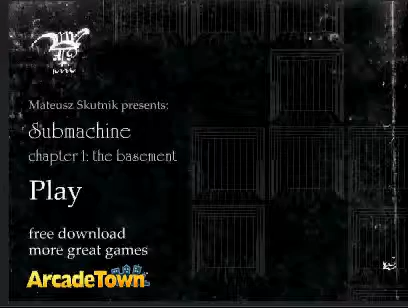 Mateusz Skutnik presents:
Submachine
chapter 1: the basement
Play
free download
more great games
ArcadeTown